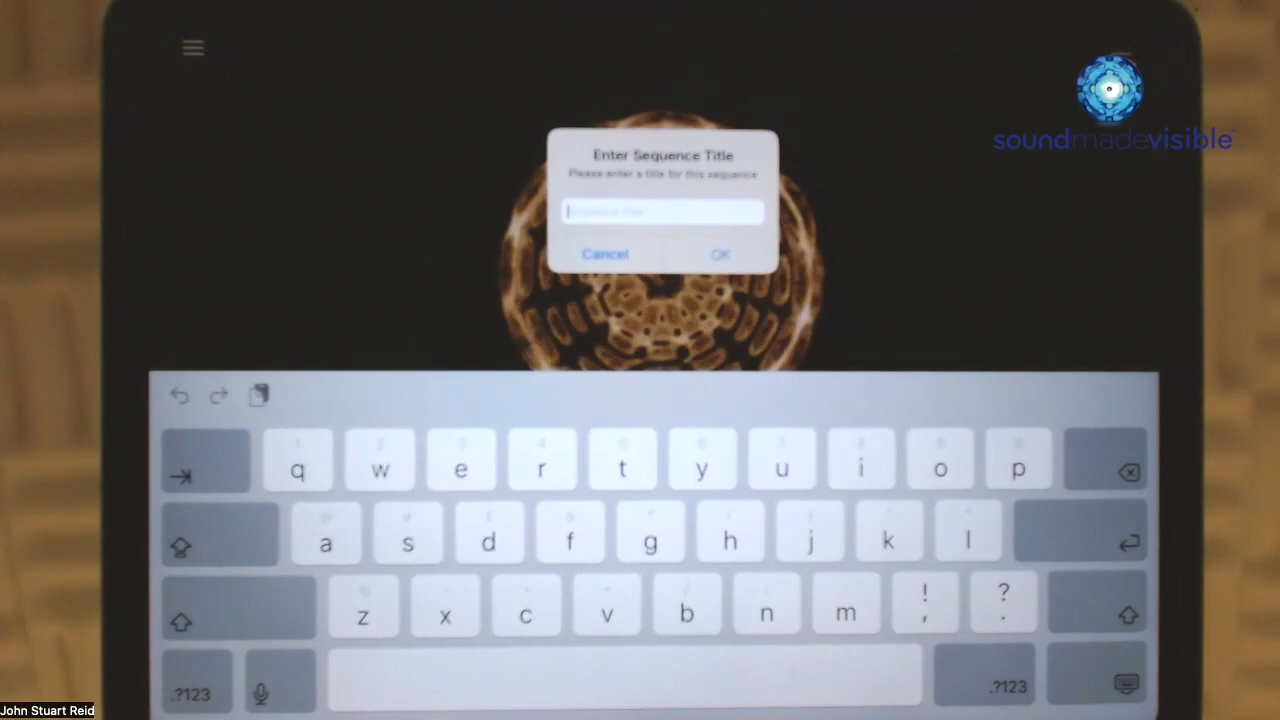 soundmadevisible
Enter Sequence Title
Please enter a title for this sequence
Cancel
OK
q w e r t y u i o p
a s d f g h j k l
z x c v b n m ! , ? .
.?123
.?123
John Stuart Reid